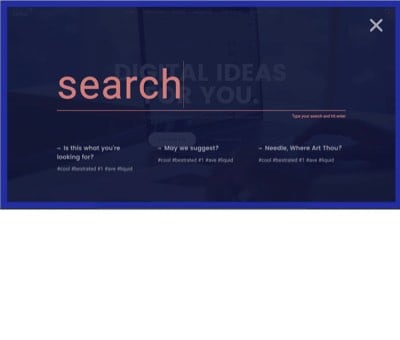 DIGITAL IDEAS
FOR YOU.
search
Type your search and hit enter
→ Is this what you're
looking for?
#cool #bestrated #1 #ave #liquid
→ May we suggest?
#cool #bestrated #1 #ave #liquid
→ Needle, Where Art Thou?
#cool #bestrated #1 #ave #liquid